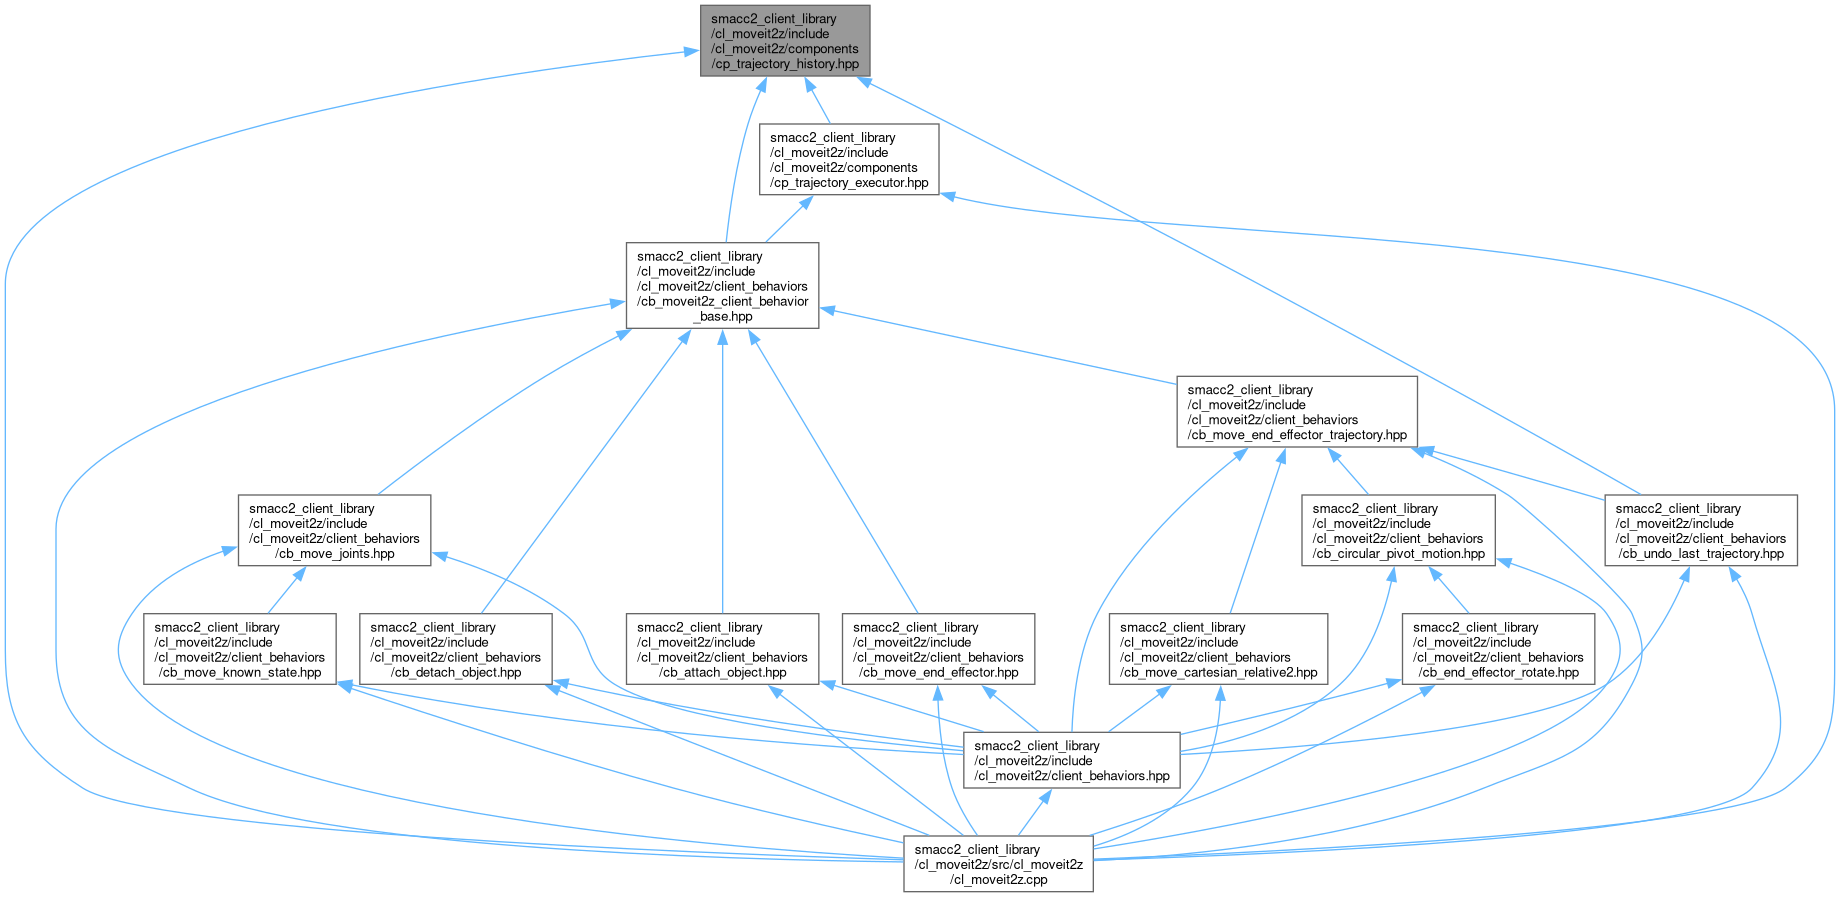 smacc2_client_library
/cl_moveit2z/include
/cl_moveit2z/components
/cp_trajectory_history.hpp
smacc2_client_library
/cl_moveit2z/include
/cl_moveit2z/components
/cp_trajectory_executor.hpp
smacc2_client_library
/cl_moveit2z/include
/cl_moveit2z/client_behaviors
/cb_moveit2z_client_behavior
_base.hpp
smacc2_client_library
/cl_moveit2z/include
/cl_moveit2z/client_behaviors
/cb_move_end_effector_trajectory.hpp
smacc2_client_library
/cl_moveit2z/include
/cl_moveit2z/client_behaviors
/cb_move_joints.hpp
smacc2_client_library
/cl_moveit2z/include
/cl_moveit2z/client_behaviors
/cb_circular_pivot_motion.hpp
smacc2_client_library
/cl_moveit2z/include
/cl_moveit2z/client_behaviors
/cb_undo_last_trajectory.hpp
smacc2_client_library
/cl_moveit2z/include
/cl_moveit2z/client_behaviors
/cb_move_known_state.hpp
smacc2_client_library
/cl_moveit2z/include
/cl_moveit2z/client_behaviors
/cb_detach_object.hpp
smacc2_client_library
/cl_moveit2z/include
/cl_moveit2z/client_behaviors
/cb_attach_object.hpp
smacc2_client_library
/cl_moveit2z/include
/cl_moveit2z/client_behaviors
/cb_move_end_effector.hpp
smacc2_client_library
/cl_moveit2z/include
/cl_moveit2z/client_behaviors
/cb_move_cartesian_relative2.hpp
smacc2_client_library
/cl_moveit2z/include
/cl_moveit2z/client_behaviors
/cb_end_effector_rotate.hpp
smacc2_client_library
/cl_moveit2z/include
/cl_moveit2z/client_behaviors.hpp
smacc2_client_library
/cl_moveit2z/src/cl_moveit2z
/cl_moveit2z.cpp